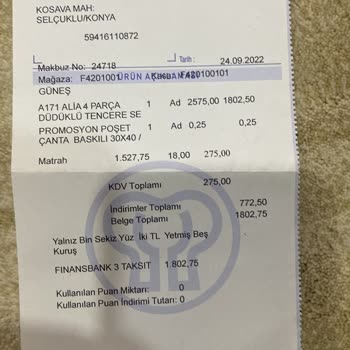 KOSAVA MAH:
SELÇUKLU/KONYA
59416110872
Tarih : 24.09.2022
Makbuz No: 24718
Mağaza: F4201001 F420100101
GÜNEŞ
A171 ALİA 4 PARÇA 1 Ad 2575,00 1802,50
DÜDÜKLÜ TENCERE SE
PROMOSYON POŞET 1 Ad 0,25 0,25
ÇANTA BASKILI 30X40 /
Matrah 1.527,75 18,00 275,00
KDV Toplamı 275,00
İndirimler Toplamı 772,50
Belge Toplamı 1802,75
Yalnız Bin Sekiz Yüz İki TL Yetmiş Beş
Kuruş
FINANSBANK 3 TAKSIT 1.802,75
Kullanılan Puan Miktarı: 0
Kullanılan Puan İndirimi Tutarı: 0